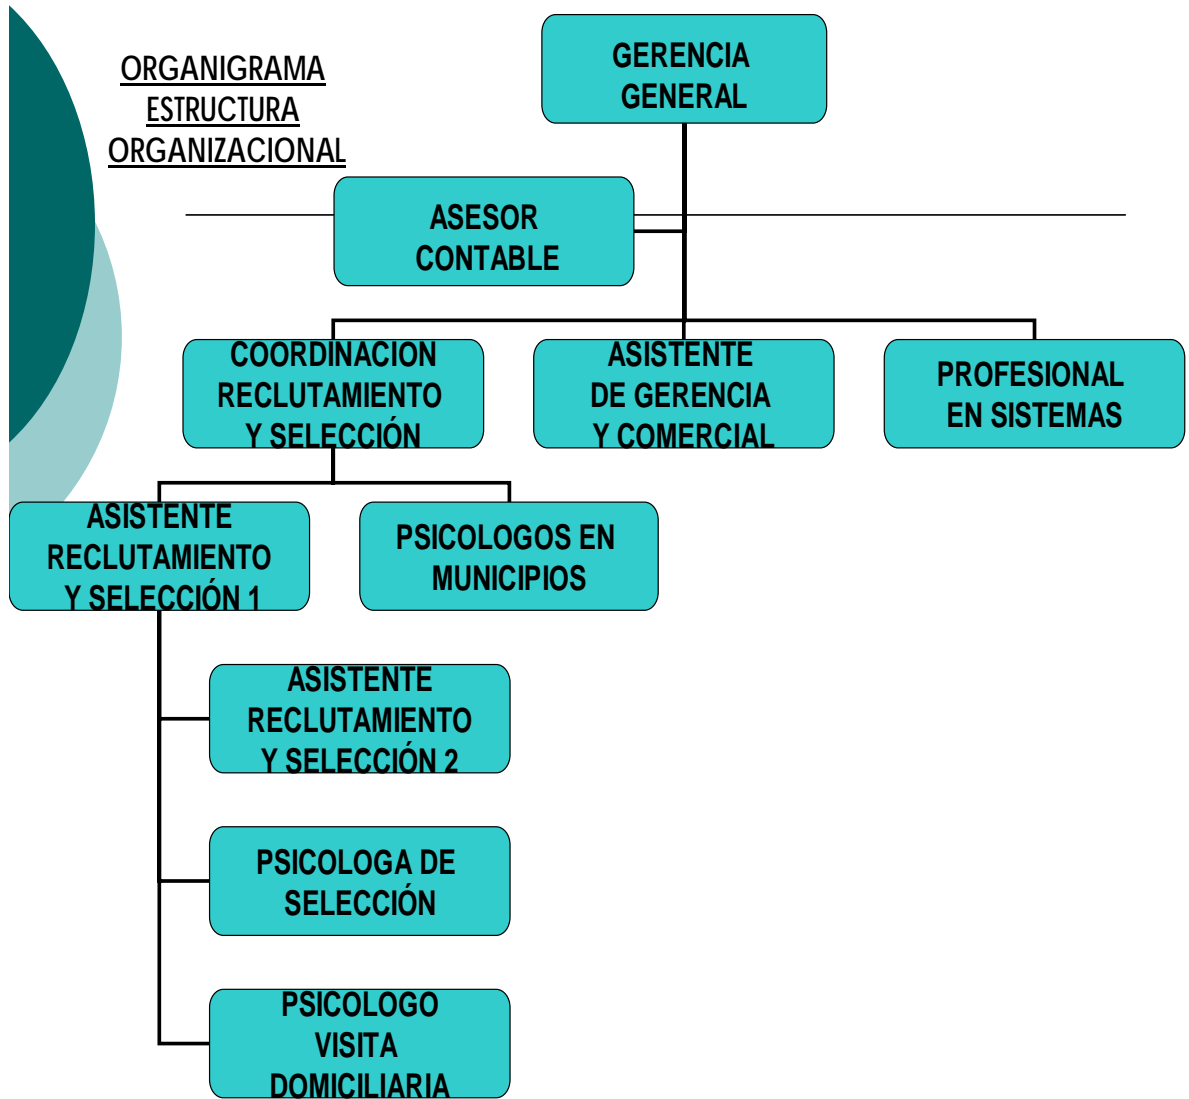 ORGANIGRAMA
ESTRUCTURA
ORGANIZACIONAL
GERENCIA
GENERAL
ASESOR
CONTABLE
COORDINACION
RECLUTAMIENTO
Y SELECCIÓN
ASISTENTE
DE GERENCIA
Y COMERCIAL
PROFESIONAL
EN SISTEMAS
ASISTENTE
RECLUTAMIENTO
Y SELECCIÓN 1
PSICOLOGOS EN
MUNICIPIOS
ASISTENTE
RECLUTAMIENTO
Y SELECCIÓN 2
PSICOLOGA DE
SELECCIÓN
PSICOLOGO
VISITA
DOMICILIARIA